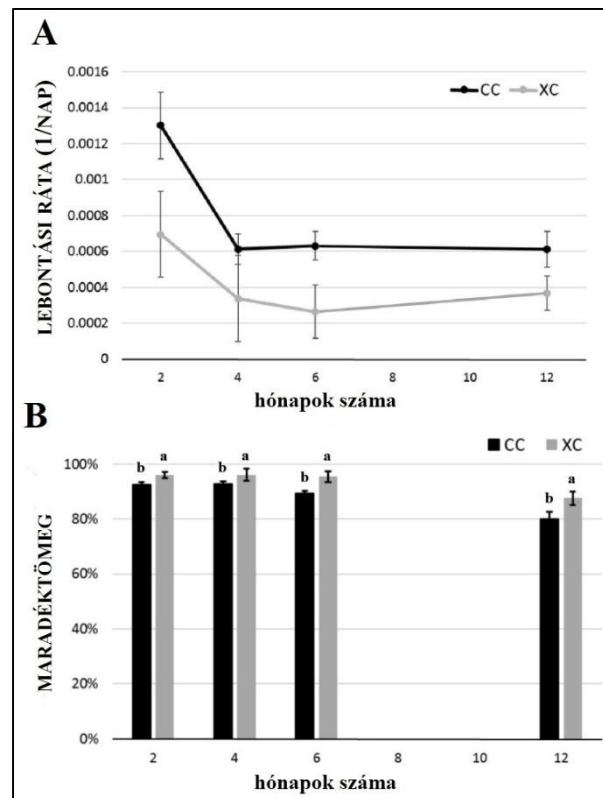 A
LEBONTÁSI RÁTA (1/NAP)
0.0016
0.0014
0.0012
0.001
0.0008
0.0006
0.0004
0.0002
0
CC XC
2 4 6 8 10 12
hónapok száma
B
MARADÉKTÖMEG
CC XC
100%
80%
60%
40%
20%
0%
b a b a b a b a
2 4 6 8 10 12
hónapok száma